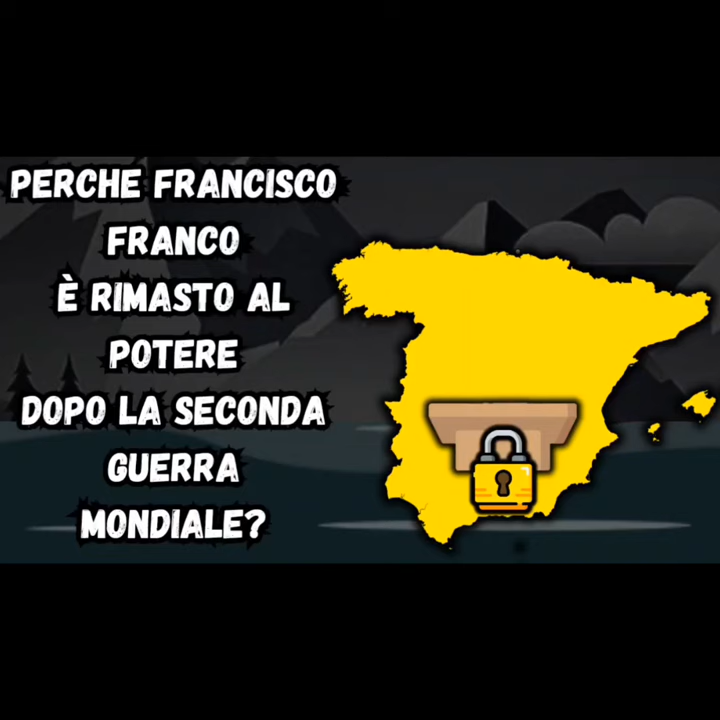 PERCHE FRANCISCO
FRANCO
È RIMASTO AL
POTERE
DOPO LA SECONDA
GUERRA
MONDIALE?